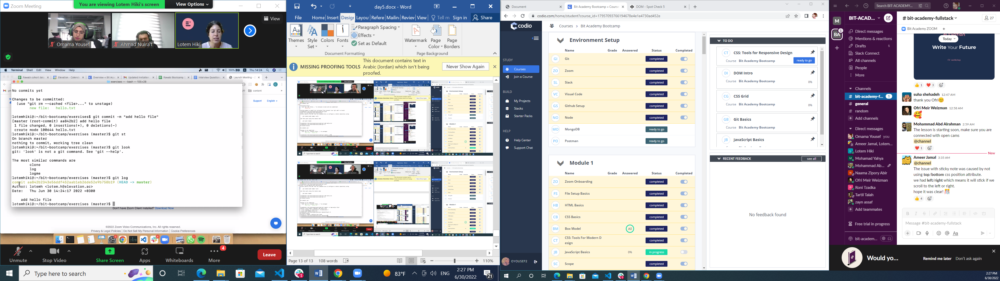 Zoom Meeting
You are viewing Lotem Hiki's screen
View Options
View
Omama Yousef
Ahmad Nuira't
Lotem Hiki
Terminal Shell Edit View Window Help
100%
Thu 14:24
exercises — -bash — 105×28
No commits yet
Changes to be committed:
(use "git rm --cached <file>..." to unstage)
new file: hello.txt
lotemhiki@:~/bit-bootcamp/exercises$ git commit -m "add hello file"
[master (root-commit) aa842b2] add hello file
1 file changed, 0 insertions(+), 0 deletions(-)
create mode 100644 hello.txt
lotemhiki@:~/bit-bootcamp/exercises (master)$ git st
On branch master
nothing to commit, working tree clean
lotemhiki@:~/bit-bootcamp/exercises (master)$ git look
git: 'look' is not a git command. See 'git --help'.
The most similar commands are
clone
log
logme
lotemhiki@:~/bit-bootcamp/exercises (master)$ git log
commit aa842b2343e56ddf452aab1eb26de52e9b758b19 (HEAD -> master)
Author: lotemh <lotem.h@elevation.ac>
Date: Thu Jun 30 14:24:17 2022 +0300
add hello file
lotemhiki@:~/bit-bootcamp/exercises (master)$
Support English
content
Don't have Zoom Client installed? Download Now
©2022 Zoom Video Communications, Inc. All rights reserved.
Privacy & Legal Policies | Do Not Sell My Personal Information | Cookie Preferences
Unmute
Stop Video
Share Screen
Apps
Whiteboards
More
4
Leave
day5.docx - Word
File Home Insert Design Layou Refere Mailin Review View Tell m Sign in Share
Themes
Style Set
Colors
Fonts
Paragraph Spacing
Effects
Set as Default
Document Formatting
Watermark
Page Color
Page Borders
Page Background
MISSING PROOFING TOOLS
This document contains text in Arabic (Jordan) which isn't being proofed.
Never Show Again
Page 13 of 13 108 words
110%
Type here to search
83°F
ENG
2:27 PM
6/30/2022
21
Document
Bit Academy Bootcamp « Course
DOM - Spot Check 5
codio.com/home/student?course_id=17957093766194678e4e1e4730ad452e
codio
Courses > Bit Academy Bootcamp
STUDY
Courses
Join a Course
BUILD
My Projects
Stacks
Starter Packs
HELP
Help Center
Support Chat
OYOUSEF2
Environment Setup
Name Grade Answered Status Completed
GI Git completed
ZO Zoom completed
SL Slack completed
VC Visual Code completed
GS Github Setup completed
NO Node completed
MO MongoDB ready to go
PO Postman ready to go
Module 1
Name Grade Answered Status Completed
ZO Zoom Onboarding completed
FS File Setup Basics completed
HB HTML Basics completed
CB CSS Basics completed
BM Box Model All completed
CT CSS: Tools For Modern D
esign completed
JB JavaScript Basics 0% in progress
SC Scope completed
TO DO
CT CSS: Tools for Responsive Design
Course Bit Academy Bootcamp ready to go
DI DOM Intro
Course Bit Academy Bootcamp 0%
CG CSS Grid
Course Bit Academy Bootcamp 0%
GB Git Basics
Course Bit Academy Bootcamp
JB JavaScript Basics
RECENT FEEDBACK see all
No feedback found
Search BIT-ACADEMY...
M
BA
1
BIT-ACAD...
Direct messages
Mentions & reactions
Drafts 1
Slack Connect
All channels
People
More
Channels
# bit-academy-f... 1
# general
# random
Add channels
Direct messages
Omama Yousef you
Ameer Jamal, Lotem...
Lotem Hiki
Mohamad Yahya
Mohammad Ab...
Naama Zipory Abir
Ofri Meir Weizman
Roni Tzadka
Tartil Talah
zayn assaf
Add teammates
Free trial in progress
bit-academ...
# bit-academy-fullstack
27
Bit Academy ZOOM
Today
Write Your Future
1 3
suha shehadeh 12:47 AM
thank you Ofri
Ofri Meir Weizman 12:58 AM
Mohammad Abd Alrahman 2:59 AM
The lesson is starting soon, make sure you are
connected with open cams
@channel
1
New
Ameer Jamal 3:35 AM
@channel
The issue with sticky note was caused by not
using top/bottom css position attribute.
we had left/right which means it will stick if we
scroll to the left or right.
hope it was clear!
4
Message #bit-academy-fullstack
Would yo...
Remind me later Don't ask again
2:27 PM
6/30/2022